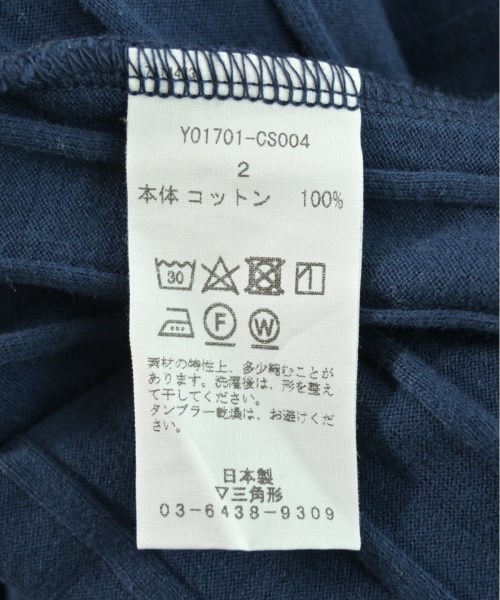 Y01701-CS004
2
本体 コットン 100%
30
F W
素材の特性上、多少縮むことが
あります。洗濯後は、形を整え
て干してください。
タンブラー乾燥は、お避けくだ
さい。
日本製
▽三角形
03-6438-9309